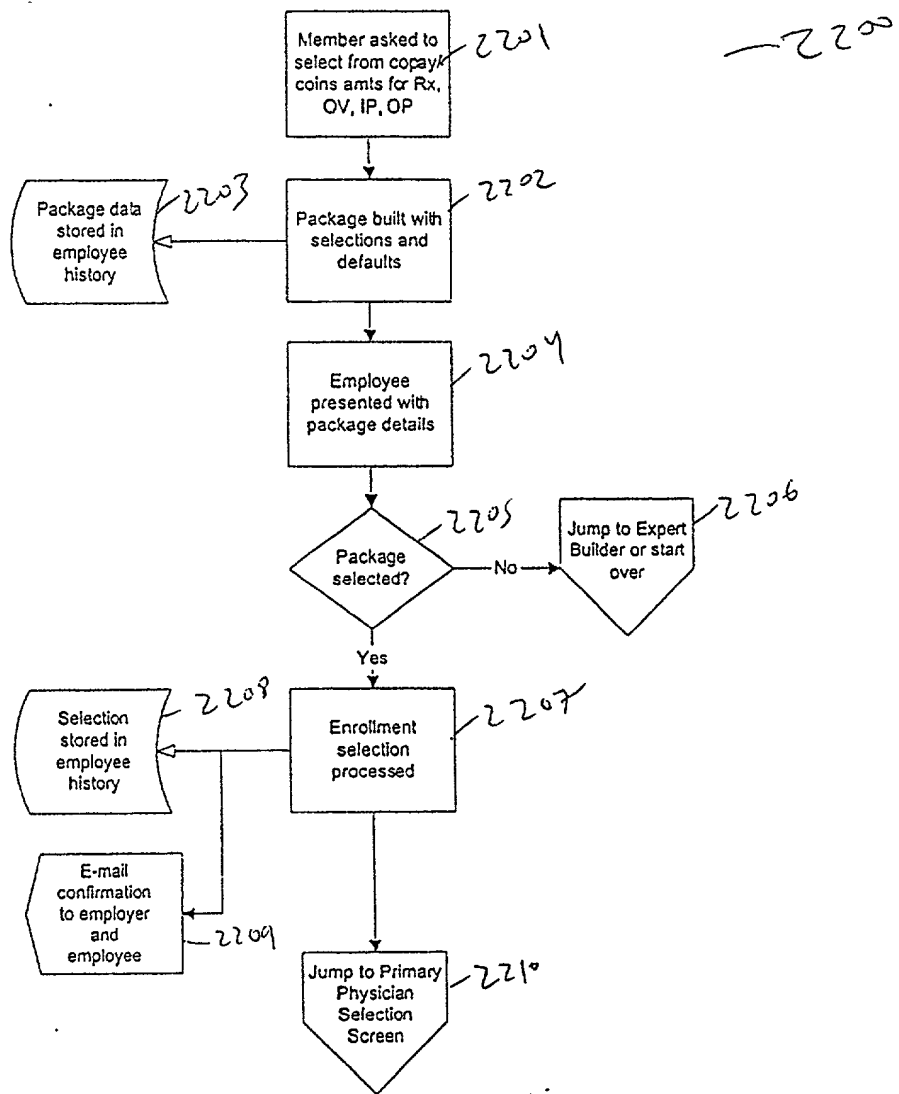 Member asked to
select from copay/
coins amts for Rx,
OV, IP, OP
2201
2200
Package data
stored in
employee
history
2203
Package built with
selections and
defaults
2202
Employee
presented with
package details
2204
Package
selected?
2205
No
Jump to Expert
Builder or start
over
2206
Yes
Selection
stored in
employee
history
2208
Enrollment
selection
processed
2207
E-mail
confirmation
to employer
and
employee
2209
Jump to Primary
Physician
Selection
Screen
2210